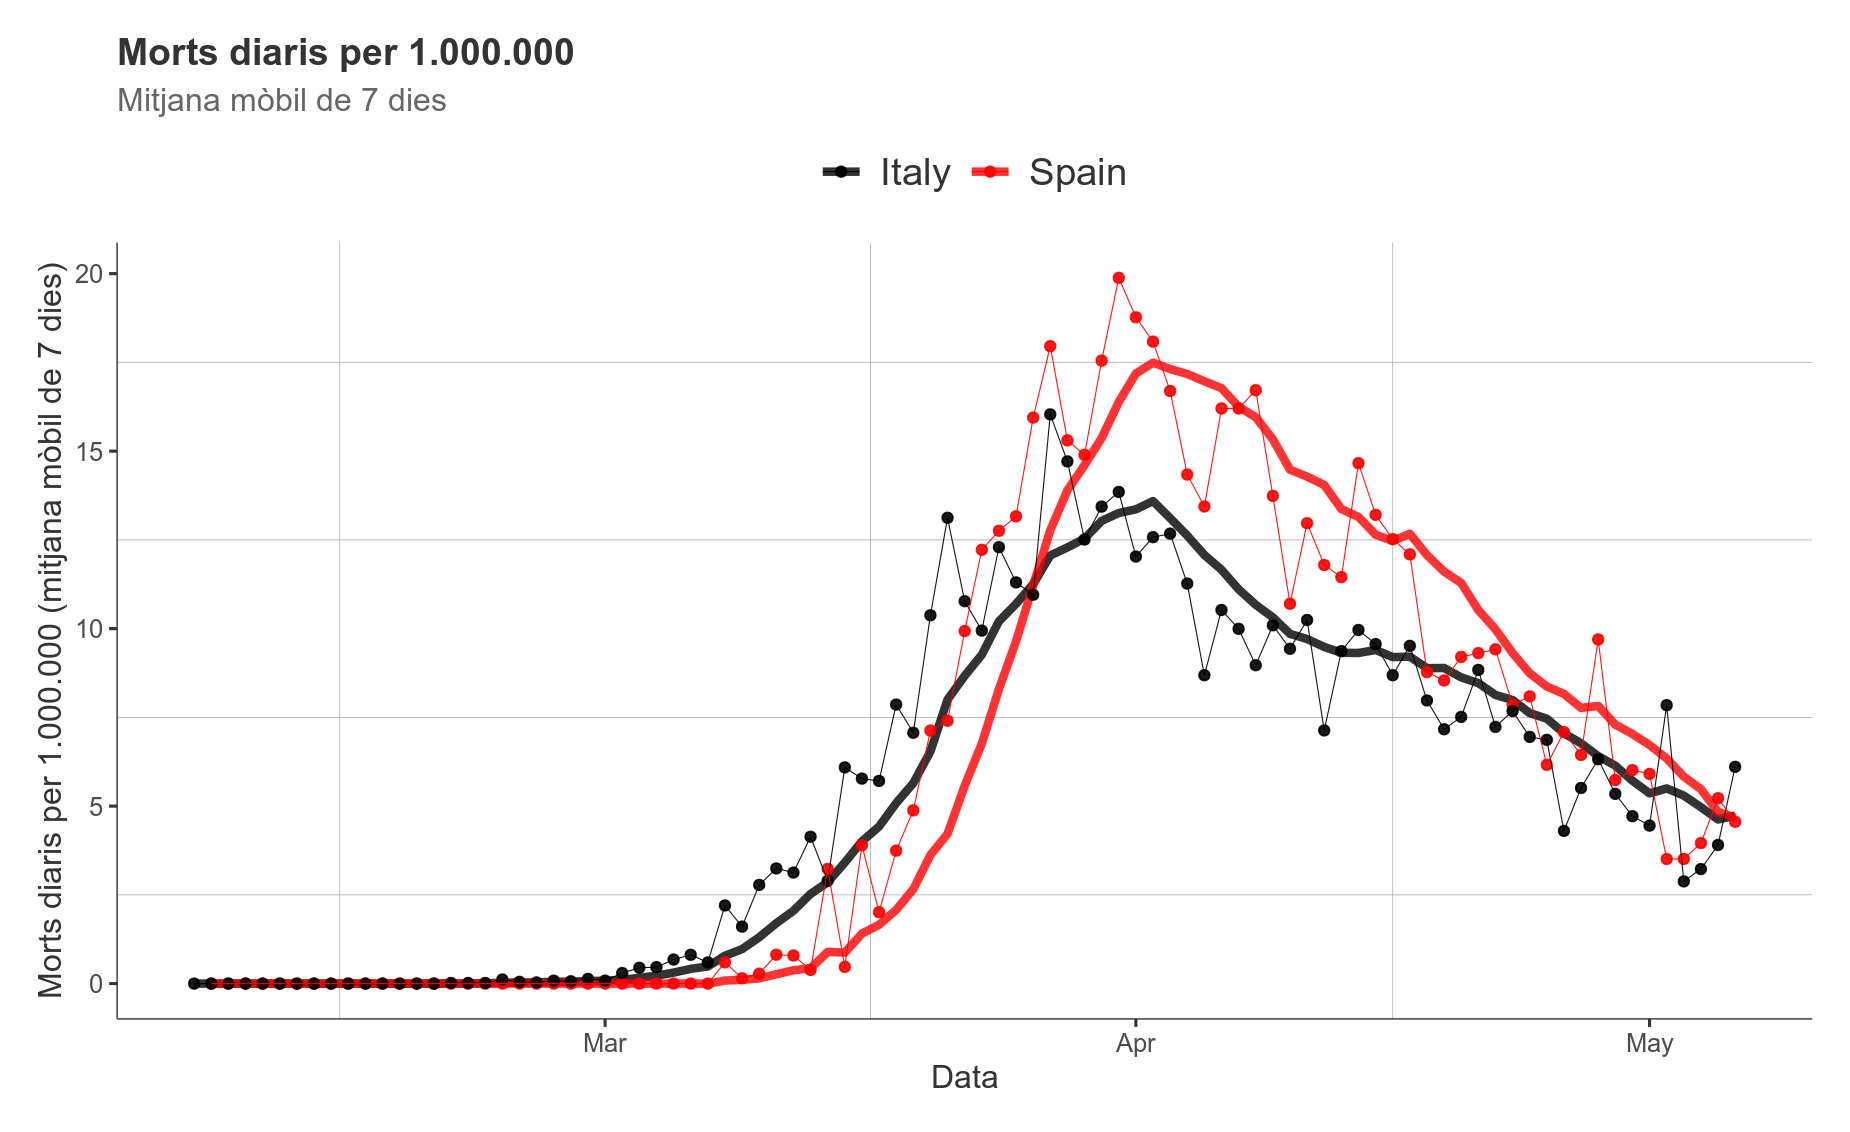 Morts diaris per 1.000.000
Mitjana mòbil de 7 dies
Italy Spain
Morts diaris per 1.000.000 (mitjana mòbil de 7 dies)
20
15
10
5
0
Mar Apr May
Data